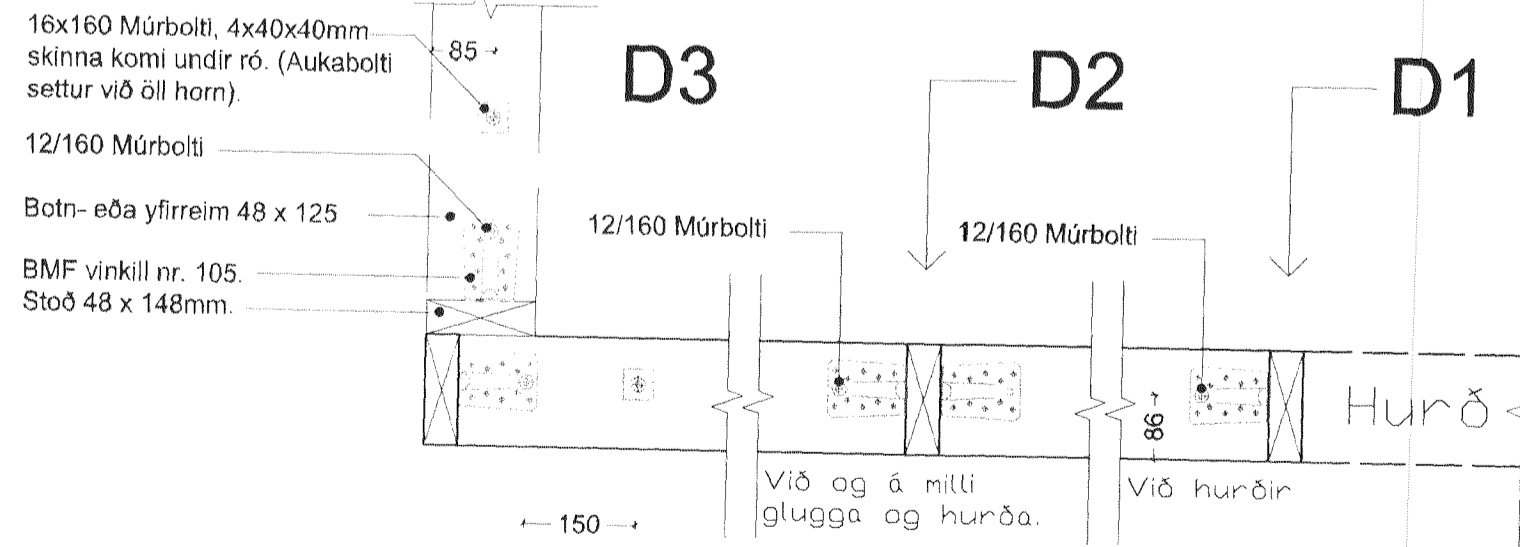 16x160 Múrbolti, 4x40x40mm
skinna komi undir ró. (Aukabolti
settur við öll horn).
12/160 Múrbolti
Botn- eða yfirreim 48 x 125
BMF vinkill nr. 105.
Stoð 48 x 148mm.
85
D3
D2
D1
12/160 Múrbolti
12/160 Múrbolti
86
Hurð
Við og á milli
glugga og hurða.
Við hurðir
150